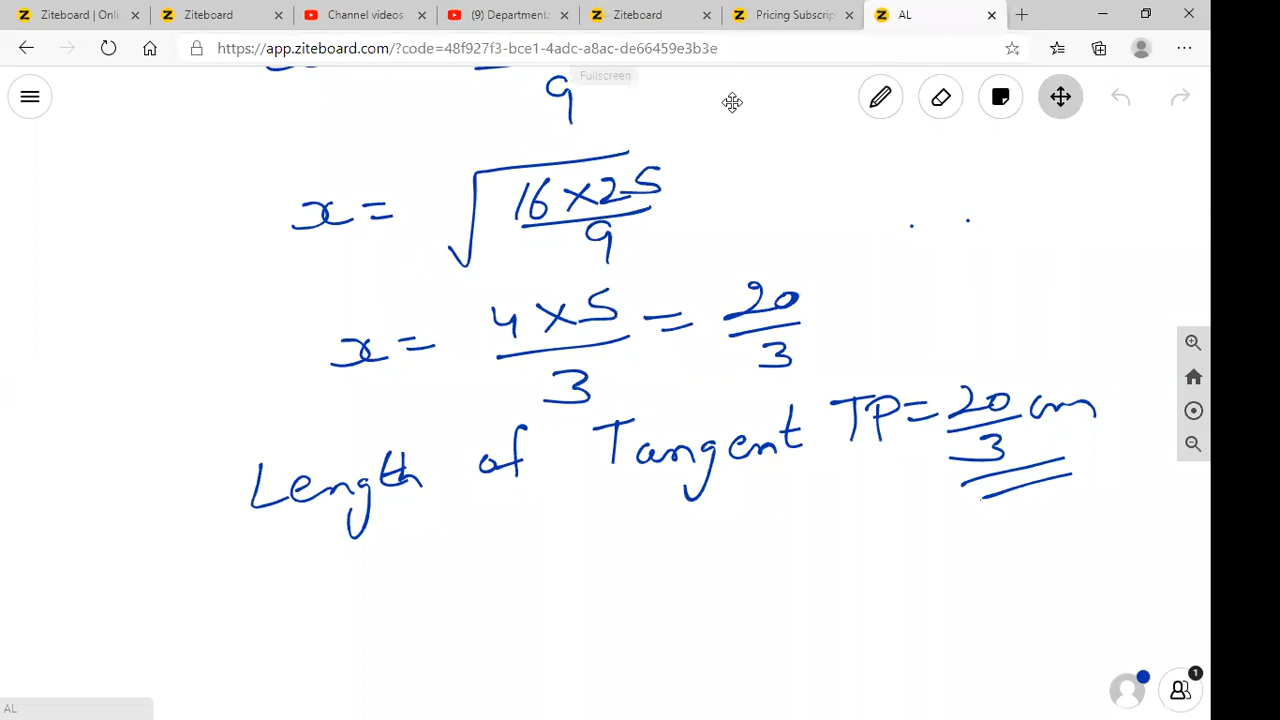 Ziteboard | Onli
Ziteboard
Channel videos
(9) Department
Ziteboard
Pricing Subscrip
AL
https://app.ziteboard.com/?code=48f927f3-bce1-4adc-a8ac-de66459e3b3e
Fullscreen
9
x = √(16×25/9)
x = 4×5/3 = 20/3
Length of Tangent TP = 20/3 cm
1
AL